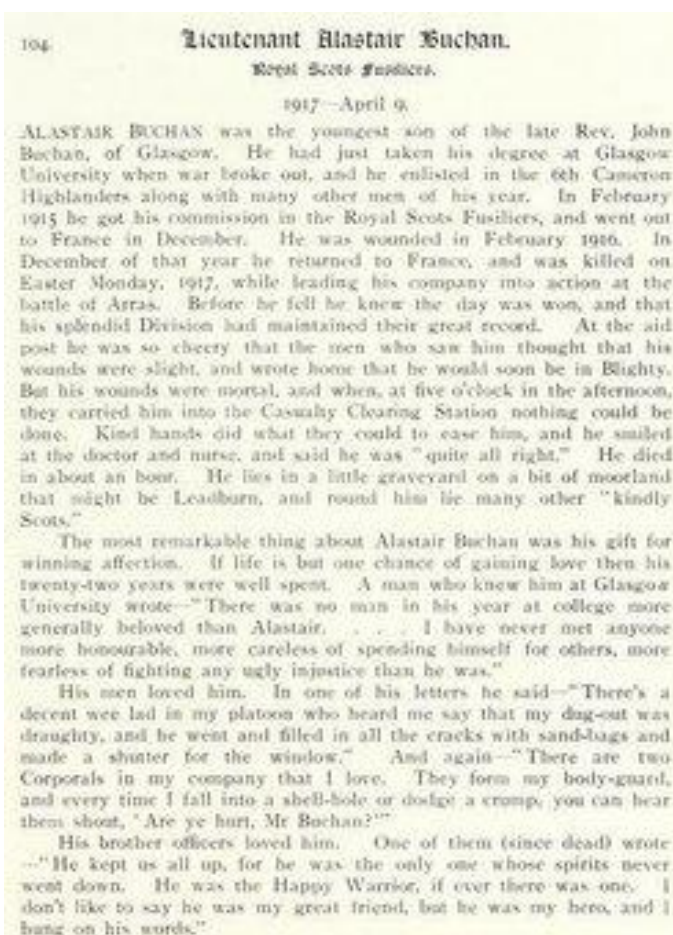 104.
Lieutenant Alastair Buchan.
Royal Scots Fusiliers.
1917—April 9.
ALASTAIR BUCHAN was the youngest son of the late Rev. John
Buchan, of Glasgow. He had just taken his degree at Glasgow
University when war broke out, and he enlisted in the 6th Cameron
Highlanders along with many other men of his year. In February
1915 he got his commission in the Royal Scots Fusiliers, and went out
to France in December. He was wounded in February 1916. In
December of that year he returned to France, and was killed on
Easter Monday, 1917, while leading his company into action at the
battle of Arras. Before he fell he knew the day was won, and that
his splendid Division had maintained their great record. At the aid
post he was so cheery that the men who saw him thought that his
wounds were slight, and wrote home that he would soon be in Blighty.
But his wounds were mortal, and when, at five o'clock in the afternoon,
they carried him into the Casualty Clearing Station nothing could be
done. Kind hands did what they could to ease him, and he smiled
at the doctor and nurse, and said he was "quite all right." He died
in about an hour. He lies in a little graveyard on a bit of moorland
that might be Leadburn, and round him lie many other "kindly
Scots."
The most remarkable thing about Alastair Buchan was his gift for
winning affection. If life is but one chance of gaining love then his
twenty-two years were well spent. A man who knew him at Glasgow
University wrote—"There was no man in his year at college more
generally beloved than Alastair. . . . I have never met anyone
more honourable, more careless of spending himself for others, more
fearless of fighting any ugly injustice than he was."
His men loved him. In one of his letters he said—"There's a
decent wee lad in my platoon who heard me say that my dug-out was
draughty, and he went and filled in all the cracks with sand-bags and
made a shutter for the window." And again—"There are two
Corporals in my company that I love. They form my body-guard,
and every time I fall into a shell-hole or dodge a crump, you can hear
them shout, 'Are ye hurt, Mr Buchan?'"
His brother officers loved him. One of them (since dead) wrote
—"He kept us all up, for he was the only one whose spirits never
went down. He was the Happy Warrior, if ever there was one. I
don't like to say he was my great friend, but he was my hero, and I
hung on his words."